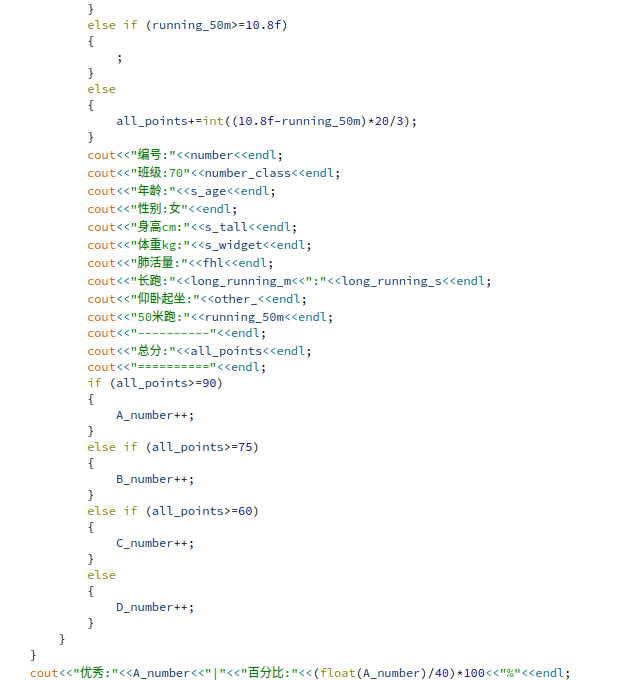 }
else if (running_50m>=10.8f)
{
;
}
else
{
all_points+=int((10.8f-running_50m)*20/3);
}
cout<<"编号:"<<number<<endl;
cout<<"班级:70"<<number_class<<endl;
cout<<"年龄:"<<s_age<<endl;
cout<<"性别:女"<<endl;
cout<<"身高cm:"<<s_tall<<endl;
cout<<"体重kg:"<<s_widget<<endl;
cout<<"肺活量:"<<fhl<<endl;
cout<<"长跑:"<<long_running_m<<":"<<long_running_s<<endl;
cout<<"仰卧起坐:"<<other_<<endl;
cout<<"50米跑:"<<running_50m<<endl;
cout<<"----------"<<endl;
cout<<"总分:"<<all_points<<endl;
cout<<"=========="<<endl;
if (all_points>=90)
{
A_number++;
}
else if (all_points>=75)
{
B_number++;
}
else if (all_points>=60)
{
C_number++;
}
else
{
D_number++;
}
}
}
cout<<"优秀:"<<A_number<<"|"<<"百分比:"<<(float(A_number)/40)*100<<"%"<<endl;